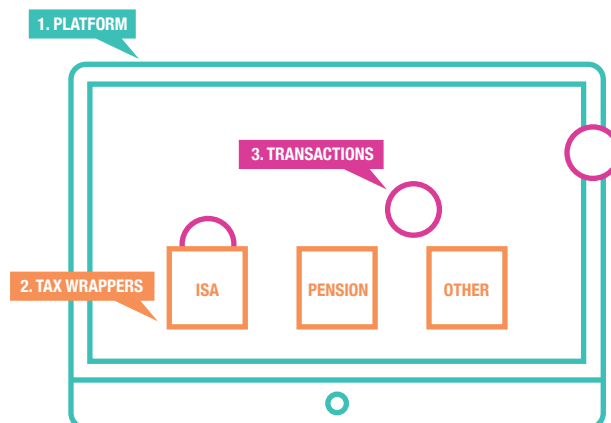 1. PLATFORM
3. TRANSACTIONS
2. TAX WRAPPERS
ISA
PENSION
OTHER